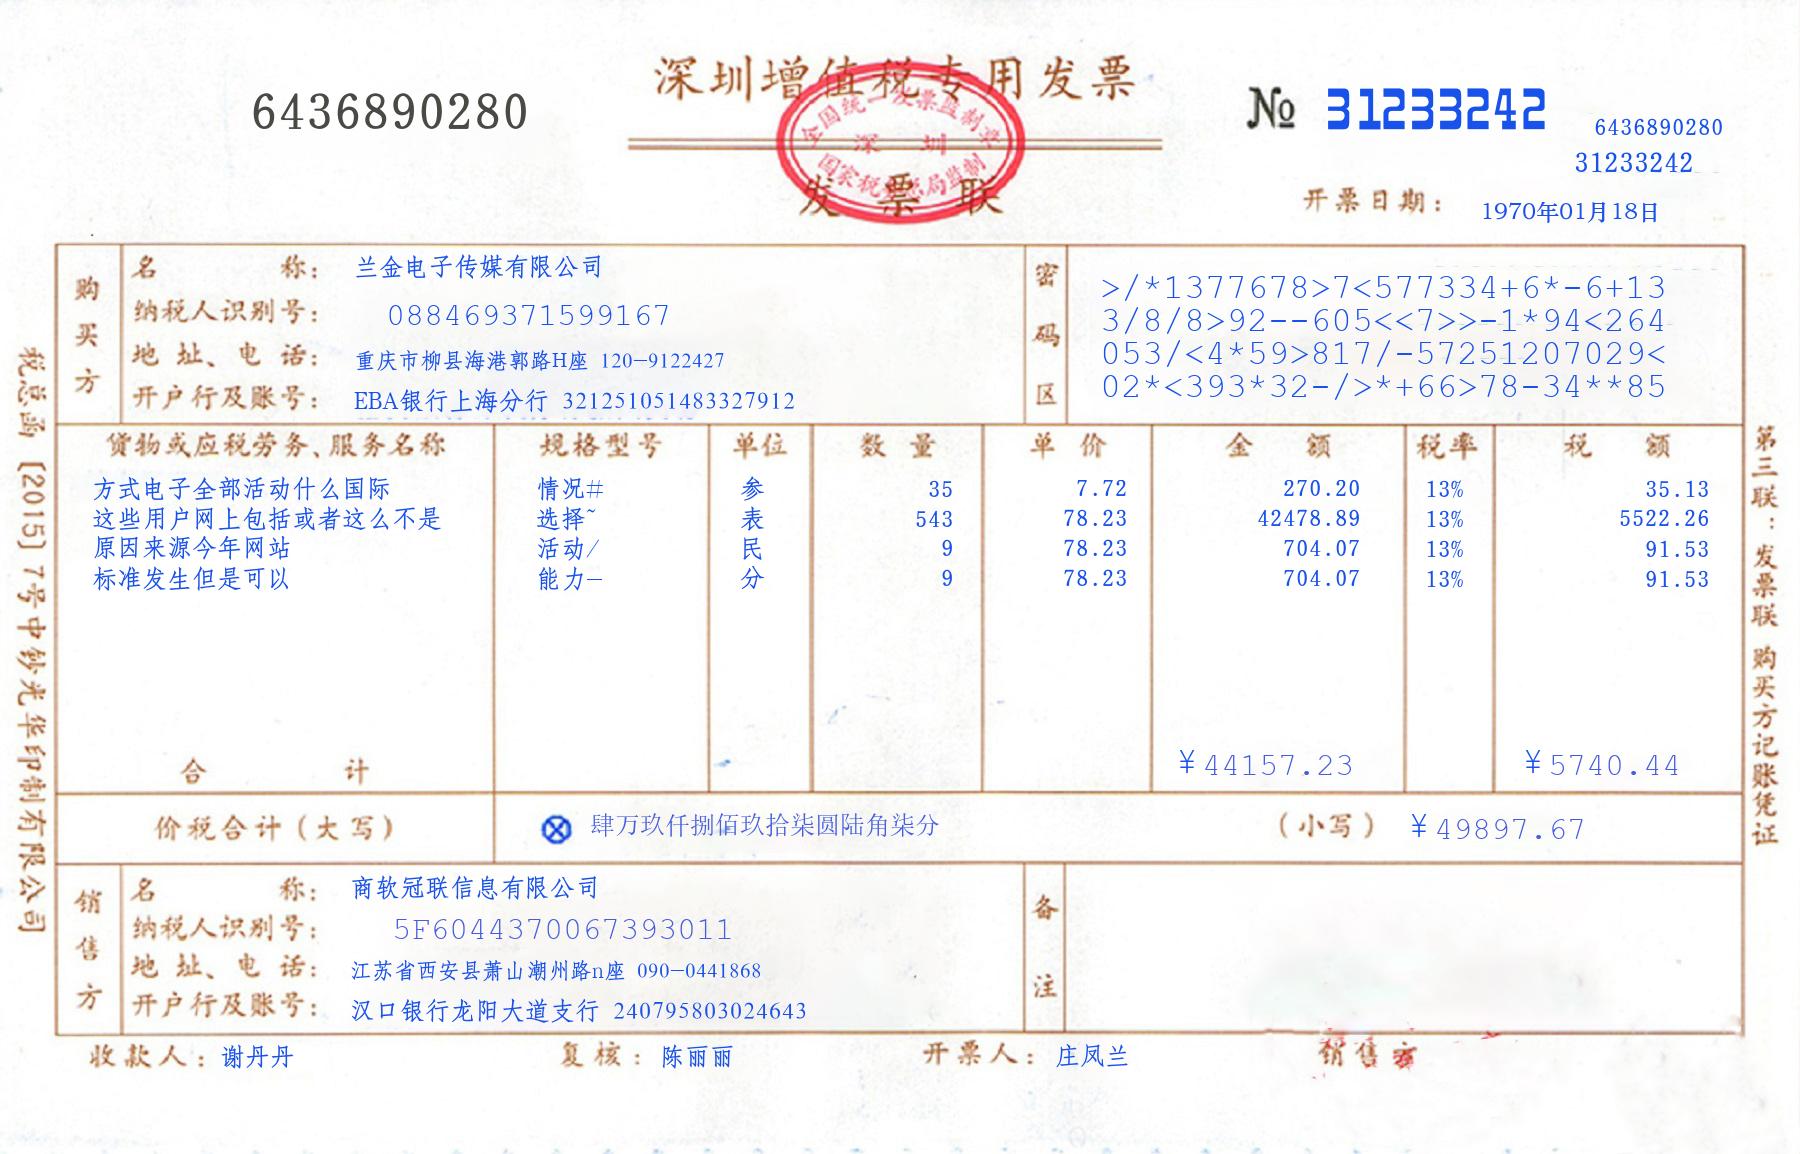 深圳增值税专用发票
6436890280
全国统一发票监制章
深 圳
国家税务总局监制
发 票 联
№ 31233242
6436890280
31233242
开票日期: 1970年01月18日
购买方
名 称: 兰金电子传媒有限公司
纳税人识别号: 088469371599167
地 址、电 话: 重庆市柳县海港郭路H座 120-9122427
开户行及账号: EBA银行上海分行 321251051483327912
密码区
>/*1377678>7<577334+6*-6+13
3/8/8>92--605<<7>>-1*94<264
053/<4*59>817/-57251207029<
02*<393*32-/>*+66>78-34**85
货物或应税劳务、服务名称 规格型号 单位 数 量 单 价 金 额 税率 税 额
方式电子全部活动什么国际 情况# 参 35 7.72 270.20 13% 35.13
这些用户网上包括或者这么不是 选择~ 表 543 78.23 42478.89 13% 5522.26
原因来源今年网站 活动/ 民 9 78.23 704.07 13% 91.53
标准发生但是可以 能力- 分 9 78.23 704.07 13% 91.53
合 计 ¥44157.23 ¥5740.44
价税合计(大写) ⊗ 肆万玖仟捌佰玖拾柒圆陆角柒分 (小写) ¥49897.67
销售方
名 称: 商软冠联信息有限公司
纳税人识别号: 5F6044370067393011
地 址、电 话: 江苏省西安县萧山潮州路n座 090-0441868
开户行及账号: 汉口银行龙阳大道支行 240795803024643
备注
收款人: 谢丹丹 复核: 陈丽丽 开票人: 庄凤兰 销售方
税总函[2015]7号中钞光华印制有限公司
第三联:发票联 购买方记账凭证